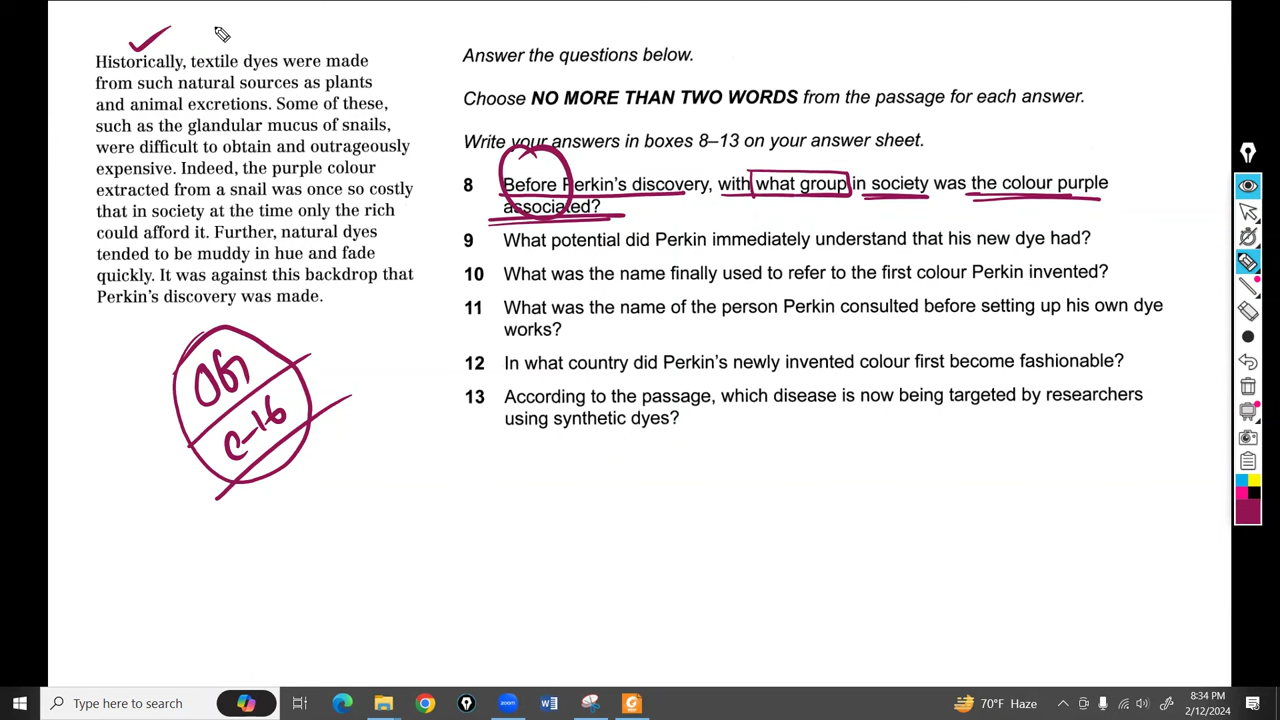 Historically, textile dyes were made
from such natural sources as plants
and animal excretions. Some of these,
such as the glandular mucus of snails,
were difficult to obtain and outrageously
expensive. Indeed, the purple colour
extracted from a snail was once so costly
that in society at the time only the rich
could afford it. Further, natural dyes
tended to be muddy in hue and fade
quickly. It was against this backdrop that
Perkin's discovery was made.
C-16
Answer the questions below.
Choose NO MORE THAN TWO WORDS from the passage for each answer.
Write your answers in boxes 8–13 on your answer sheet.
8 Before Perkin's discovery, with what group in society was the colour purple
associated?
9 What potential did Perkin immediately understand that his new dye had?
10 What was the name finally used to refer to the first colour Perkin invented?
11 What was the name of the person Perkin consulted before setting up his own dye
works?
12 In what country did Perkin's newly invented colour first become fashionable?
13 According to the passage, which disease is now being targeted by researchers
using synthetic dyes?
Type here to search
zoom
70°F Haze
8:34 PM
2/12/2024